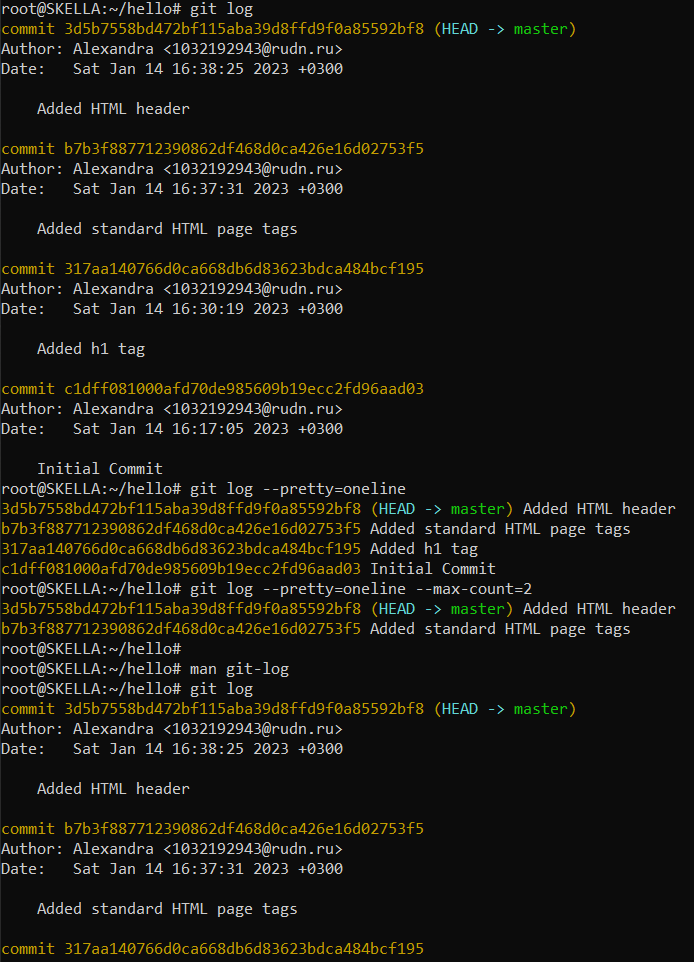 root@SKELLA:~/hello# git log
commit 3d5b7558bd472bf115aba39d8ffd9f0a85592bf8 (HEAD -> master)
Author: Alexandra <1032192943@rudn.ru>
Date:   Sat Jan 14 16:38:25 2023 +0300

    Added HTML header

commit b7b3f887712390862df468d0ca426e16d02753f5
Author: Alexandra <1032192943@rudn.ru>
Date:   Sat Jan 14 16:37:31 2023 +0300

    Added standard HTML page tags

commit 317aa140766d0ca668db6d83623bdca484bcf195
Author: Alexandra <1032192943@rudn.ru>
Date:   Sat Jan 14 16:30:19 2023 +0300

    Added h1 tag

commit c1dff081000afd70de985609b19ecc2fd96aad03
Author: Alexandra <1032192943@rudn.ru>
Date:   Sat Jan 14 16:17:05 2023 +0300

    Initial Commit
root@SKELLA:~/hello# git log --pretty=oneline
3d5b7558bd472bf115aba39d8ffd9f0a85592bf8 (HEAD -> master) Added HTML header
b7b3f887712390862df468d0ca426e16d02753f5 Added standard HTML page tags
317aa140766d0ca668db6d83623bdca484bcf195 Added h1 tag
c1dff081000afd70de985609b19ecc2fd96aad03 Initial Commit
root@SKELLA:~/hello# git log --pretty=oneline --max-count=2
3d5b7558bd472bf115aba39d8ffd9f0a85592bf8 (HEAD -> master) Added HTML header
b7b3f887712390862df468d0ca426e16d02753f5 Added standard HTML page tags
root@SKELLA:~/hello#
root@SKELLA:~/hello# man git-log
root@SKELLA:~/hello# git log
commit 3d5b7558bd472bf115aba39d8ffd9f0a85592bf8 (HEAD -> master)
Author: Alexandra <1032192943@rudn.ru>
Date:   Sat Jan 14 16:38:25 2023 +0300

    Added HTML header

commit b7b3f887712390862df468d0ca426e16d02753f5
Author: Alexandra <1032192943@rudn.ru>
Date:   Sat Jan 14 16:37:31 2023 +0300

    Added standard HTML page tags

commit 317aa140766d0ca668db6d83623bdca484bcf195